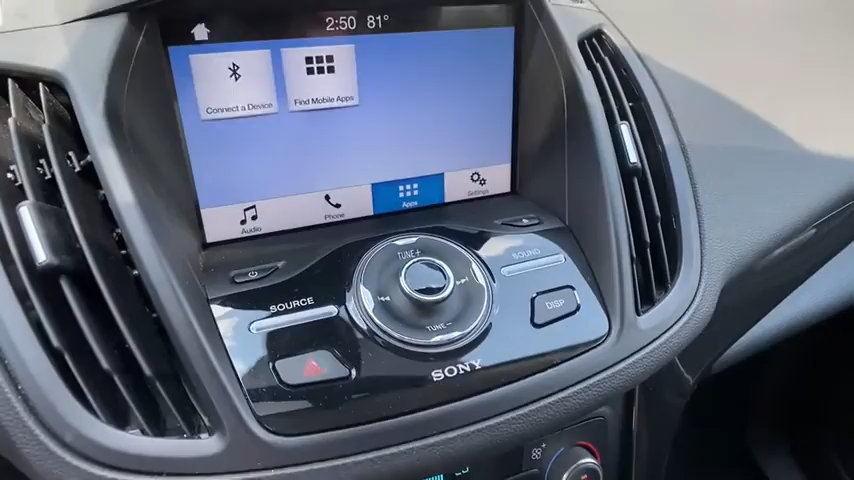 2:50 81°
Connect a Device
Find Mobile Apps
Audio
Phone
Apps
Settings
TUNE+
SOUND
SOURCE
DISP
TUNE-
SONY